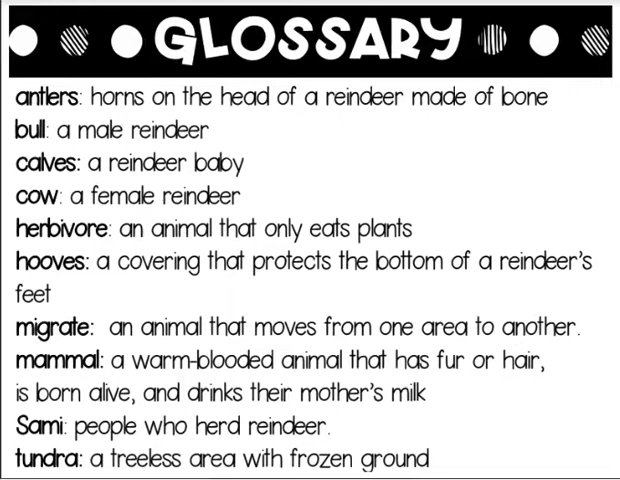 GLOSSARY
antlers: horns on the head of a reindeer made of bone
bull: a male reindeer
calves: a reindeer baby
cow: a female reindeer
herbivore: an animal that only eats plants
hooves: a covering that protects the bottom of a reindeer's
feet
migrate: an animal that moves from one area to another.
mammal: a warm-blooded animal that has fur or hair,
is born alive, and drinks their mother's milk
Sami: people who herd reindeer.
tundra: a treeless area with frozen ground